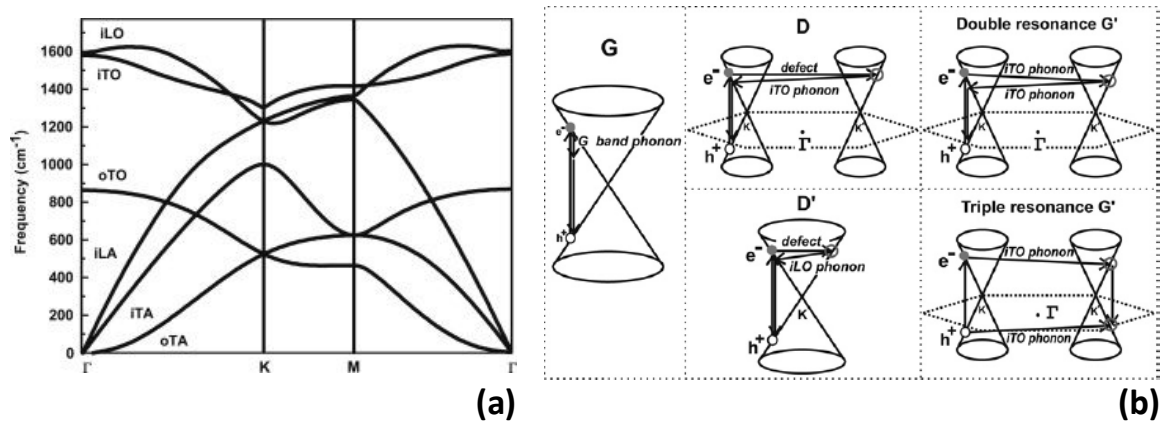 iLO
iTO
oTO
iLA
iTA
oTA
Frequency (cm⁻¹)
1600
1400
1200
1000
800
600
400
200
0
Γ K M Γ
(a)
G
e⁻
G band phonon
h⁺
D
e⁻
defect
iTO phonon
K K'
Γ
h⁺
Double resonance G'
e⁻
iTO phonon
iTO phonon
K K'
Γ
h⁺
D'
e⁻
defect
iLO phonon
K
h⁺
Triple resonance G'
e⁻
iTO phonon
K K'
Γ
h⁺
iTO phonon
(b)